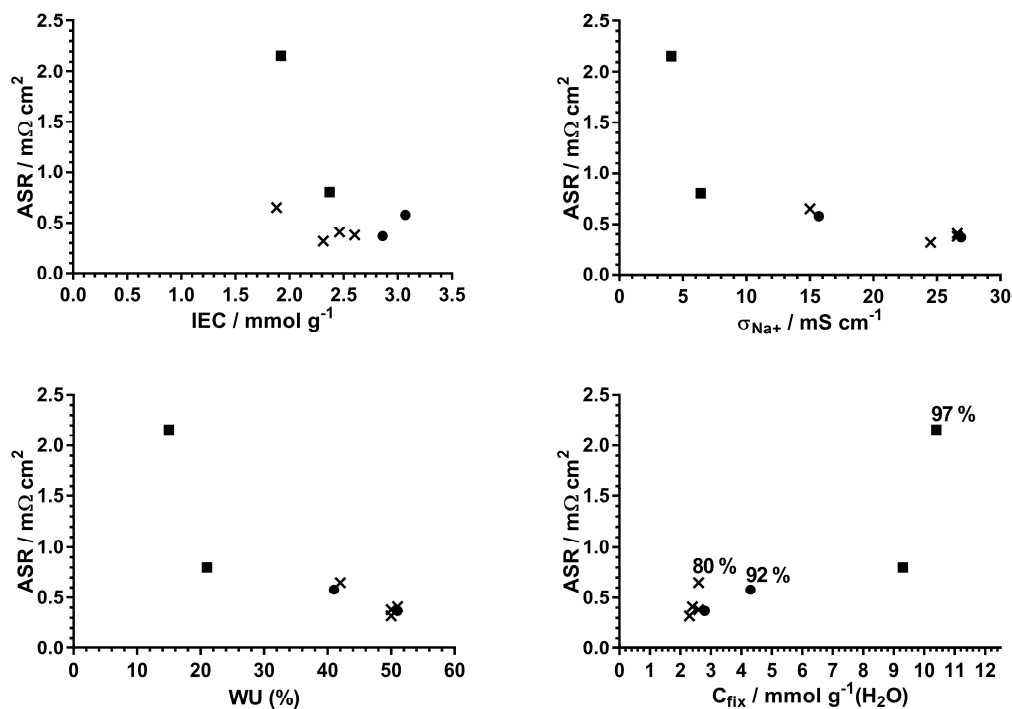 2.5
2.0
1.5
1.0
0.5
0.0
ASR / mΩ cm²
0.0 0.5 1.0 1.5 2.0 2.5 3.0 3.5
IEC / mmol g⁻¹
2.5
2.0
1.5
1.0
0.5
0.0
ASR / mΩ cm²
0 5 10 15 20 25 30
σNa+ / mS cm⁻¹
2.5
2.0
1.5
1.0
0.5
0.0
ASR / mΩ cm²
0 10 20 30 40 50 60
WU (%)
2.5
2.0
1.5
1.0
0.5
0.0
ASR / mΩ cm²
97 %
80 %
92 %
0 1 2 3 4 5 6 7 8 9 10 11 12
Cfix / mmol g⁻¹(H₂O)